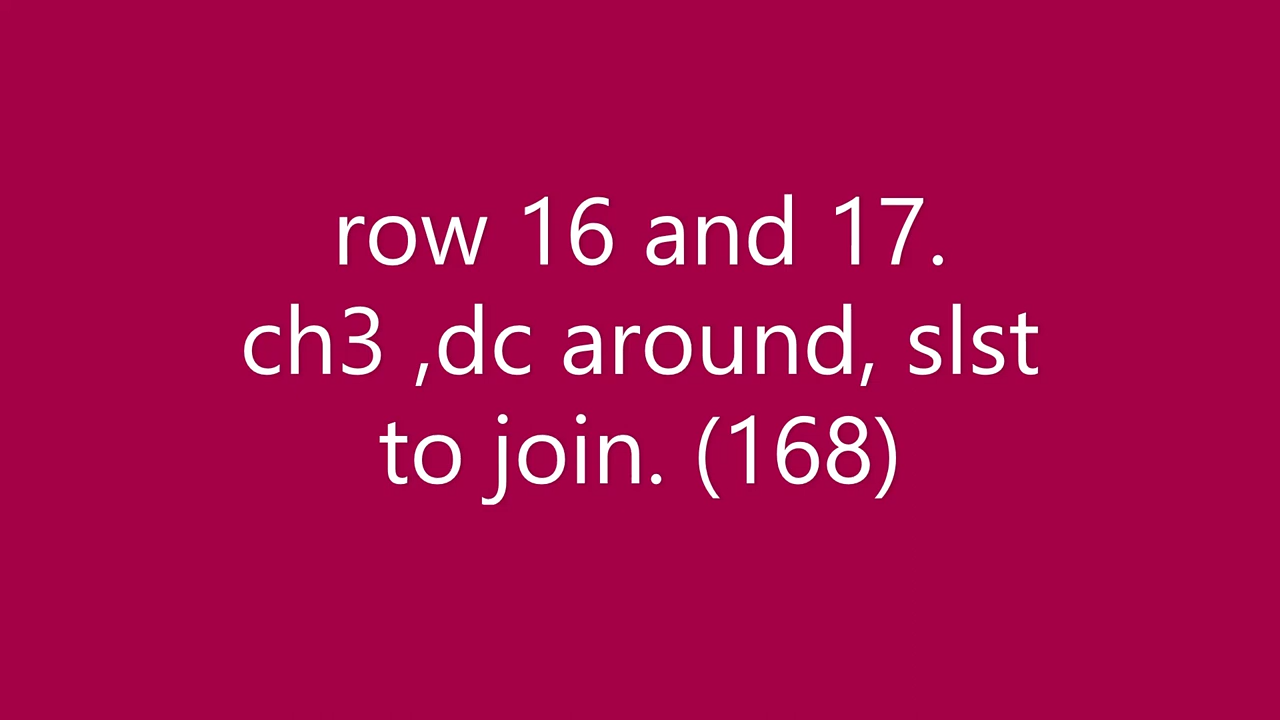 row 16 and 17.
ch3 ,dc around, slst
to join. (168)